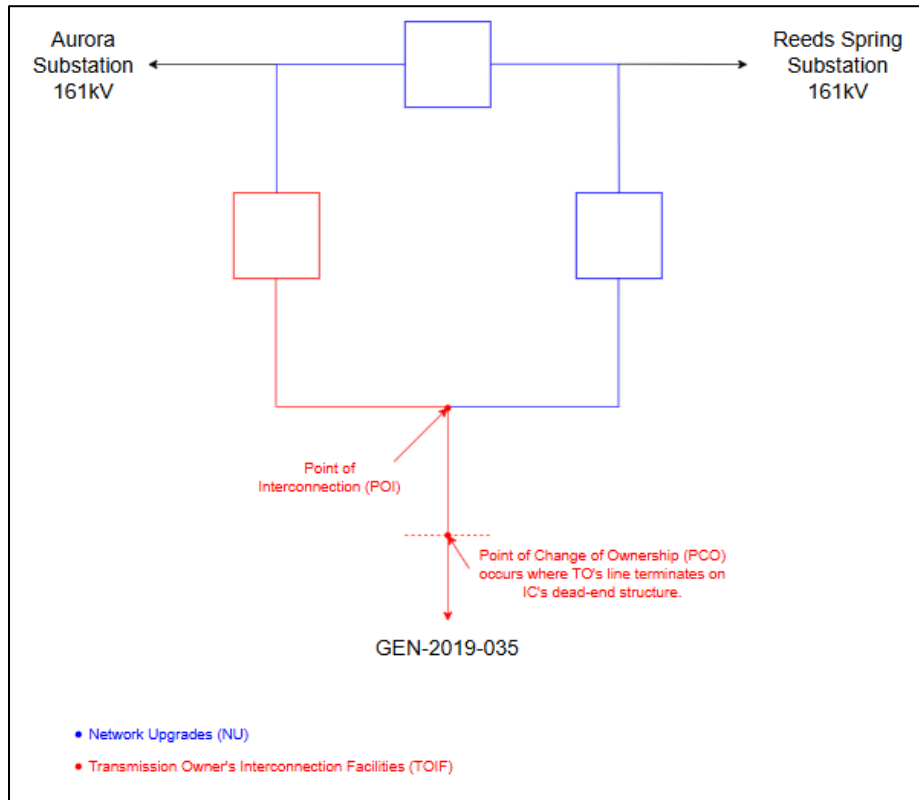 Aurora
Substation
161kV
Reeds Spring
Substation
161kV
Point of
Interconnection (POI)
Point of Change of Ownership (PCO)
occurs where TO's line terminates on
IC's dead-end structure.
GEN-2019-035
Network Upgrades (NU)
Transmission Owner's Interconnection Facilities (TOIF)